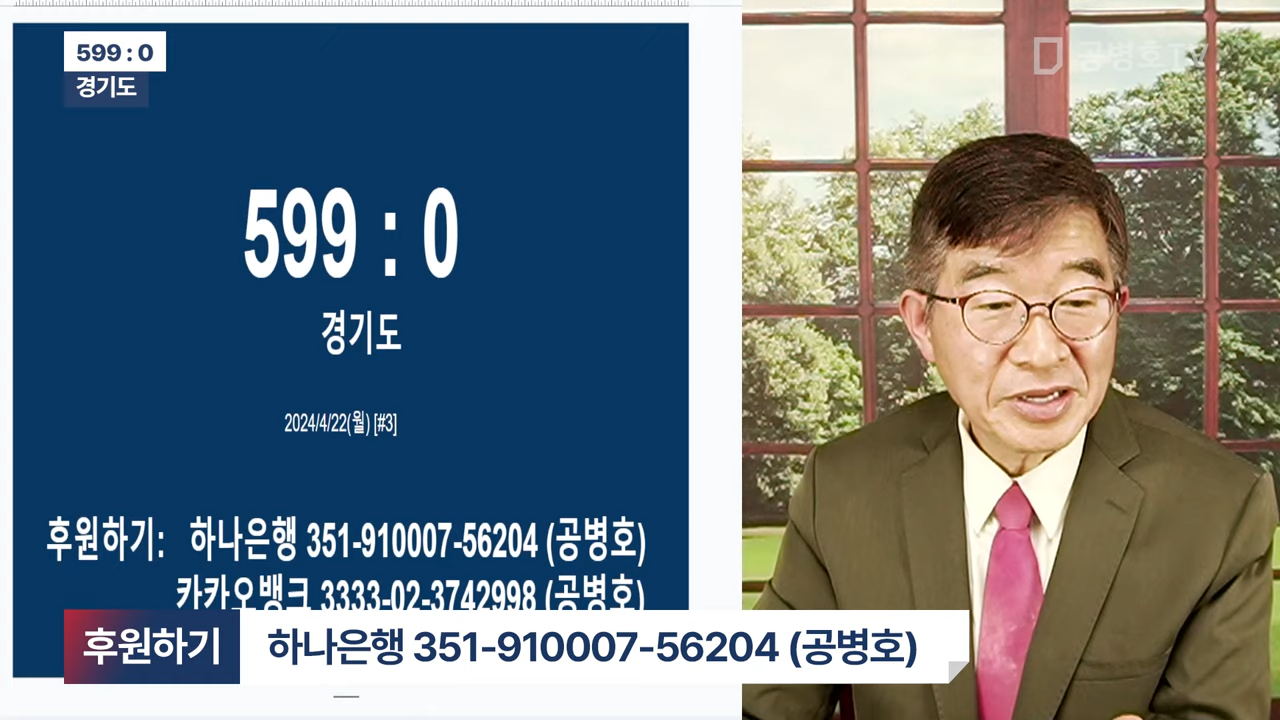 599 : 0
경기도
공병호TV
599 : 0
경기도
2024/4/22(월) [#3]
후원하기: 하나은행 351-910007-56204 (공병호)
카카오뱅크 3333-02-3742998 (공병호)
후원하기 하나은행 351-910007-56204 (공병호)